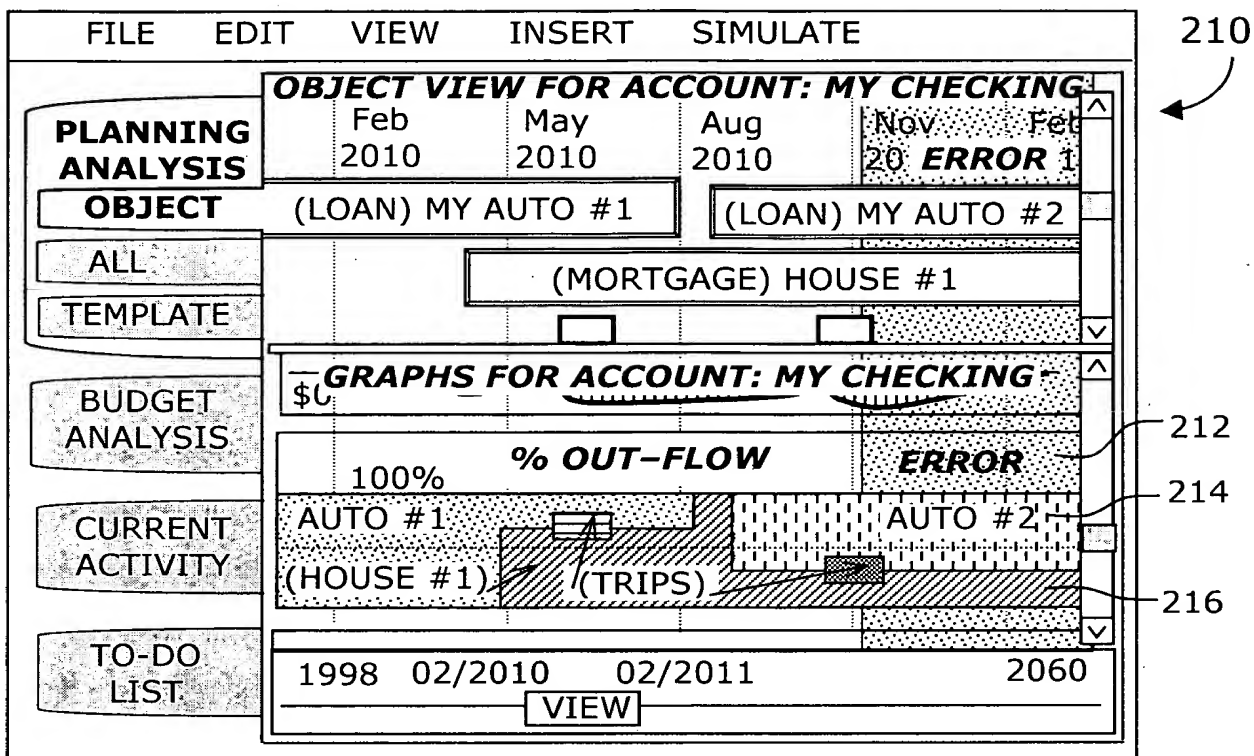 FILE EDIT VIEW INSERT SIMULATE
210
OBJECT VIEW FOR ACCOUNT: MY CHECKING
PLANNING
ANALYSIS
OBJECT
ALL
TEMPLATE
BUDGET
ANALYSIS
CURRENT
ACTIVITY
TO-DO
LIST
Feb May Aug Nov Feb
2010 2010 2010 20 ERROR 1
(LOAN) MY AUTO #1 (LOAN) MY AUTO #2
(MORTGAGE) HOUSE #1
GRAPHS FOR ACCOUNT: MY CHECKING
% OUT-FLOW ERROR
212
100%
214
AUTO #1 AUTO #2
(HOUSE #1) (TRIPS)
216
1998 02/2010 02/2011 2060
VIEW